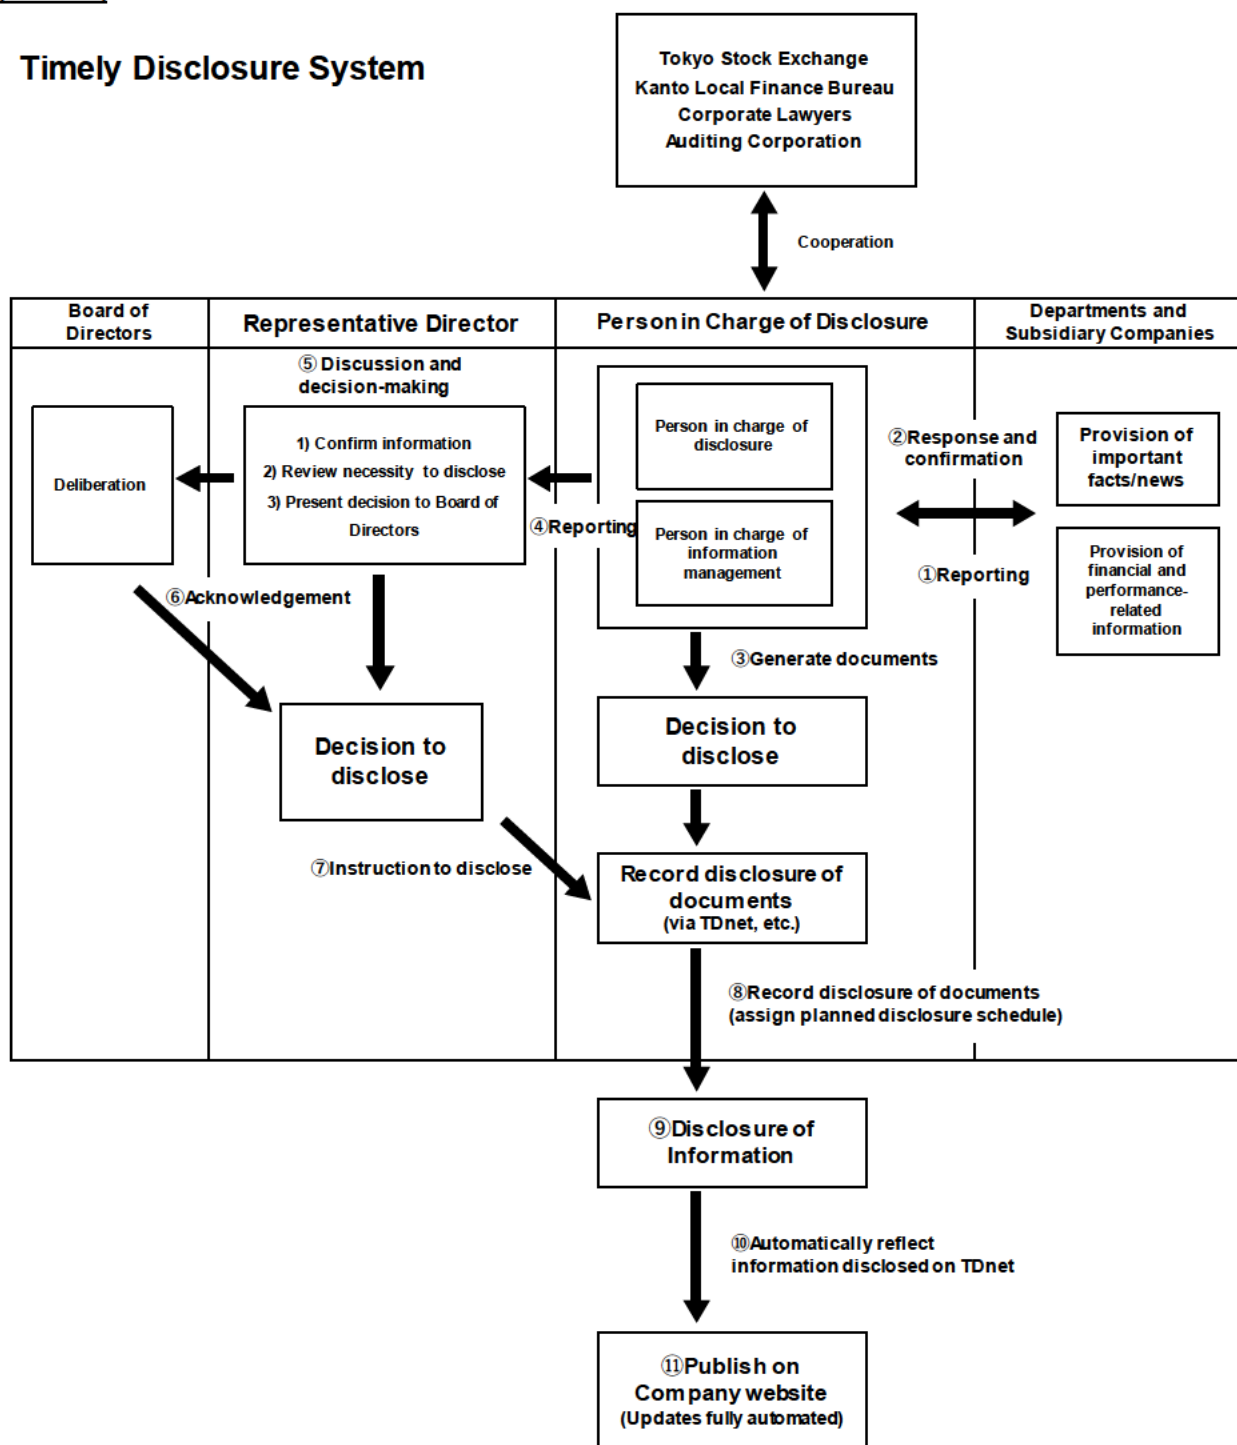 Timely Disclosure System
Tokyo Stock Exchange
Kanto Local Finance Bureau
Corporate Lawyers
Auditing Corporation
Cooperation
Board of
Directors
Representative Director
Person in Charge of Disclosure
Departments and
Subsidiary Companies
⑤ Discussion and
decision-making
Deliberation
1) Confirm information
2) Review necessity to disclose
3) Present decision to Board of
Directors
④Reporting
Person in charge of
disclosure
Person in charge of
information
management
②Response and
confirmation
①Reporting
Provision of
important
facts/news
Provision of
financial and
performance-
related
information
⑥Acknowledgement
③Generate documents
Decision to
disclose
Decision to
disclose
⑦Instruction to disclose
Record disclosure of
documents
(via TDnet, etc.)
⑧Record disclosure of documents
(assign planned disclosure schedule)
⑨Disclosure of
Information
⑩Automatically reflect
information disclosed on TDnet
⑪Publish on
Company website
(Updates fully automated)